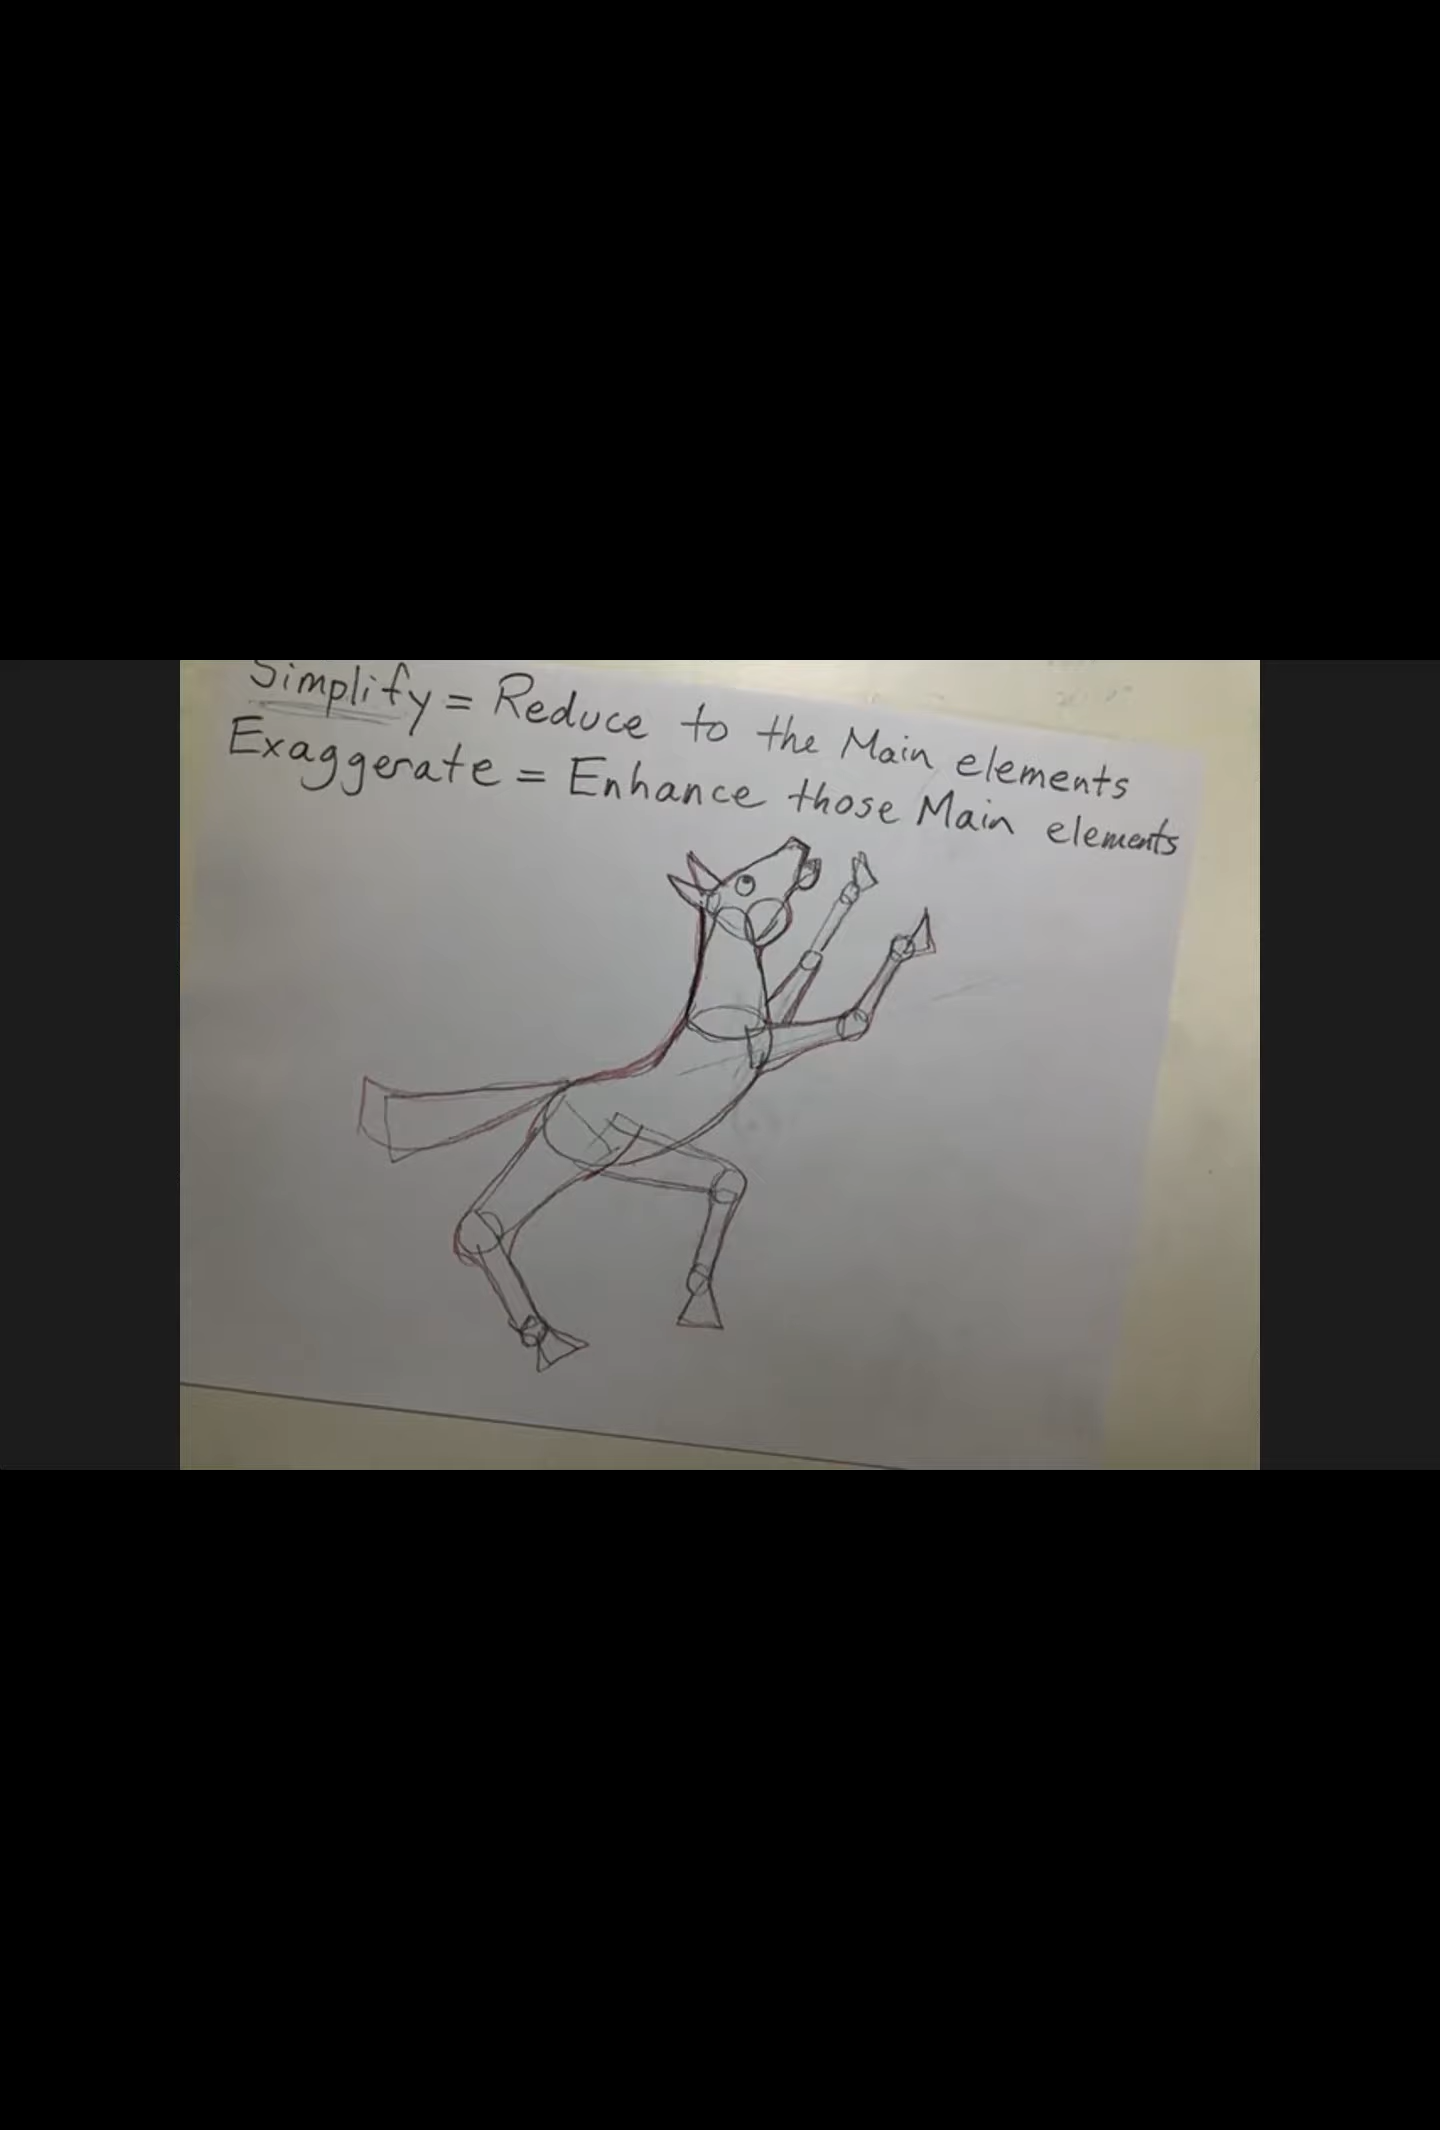 Simplify = Reduce to the Main elements
Exaggerate = Enhance those Main elements